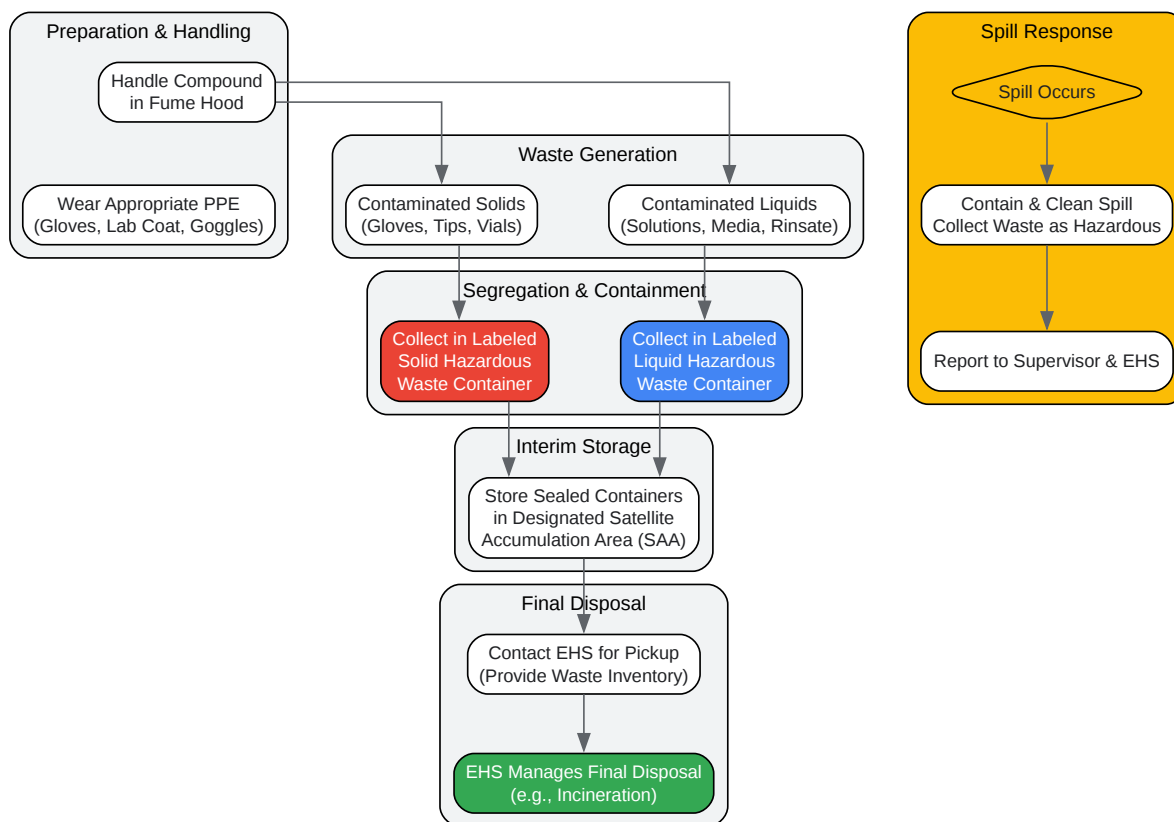 Preparation & Handling
Handle Compound
in Fume Hood
Wear Appropriate PPE
(Gloves, Lab Coat, Goggles)
Waste Generation
Contaminated Solids
(Gloves, Tips, Vials)
Contaminated Liquids
(Solutions, Media, Rinsate)
Segregation & Containment
Collect in Labeled
Solid Hazardous
Waste Container
Collect in Labeled
Liquid Hazardous
Waste Container
Interim Storage
Store Sealed Containers
in Designated Satellite
Accumulation Area (SAA)
Final Disposal
Contact EHS for Pickup
(Provide Waste Inventory)
EHS Manages Final Disposal
(e.g., Incineration)
Spill Response
Spill Occurs
Contain & Clean Spill
Collect Waste as Hazardous
Report to Supervisor & EHS